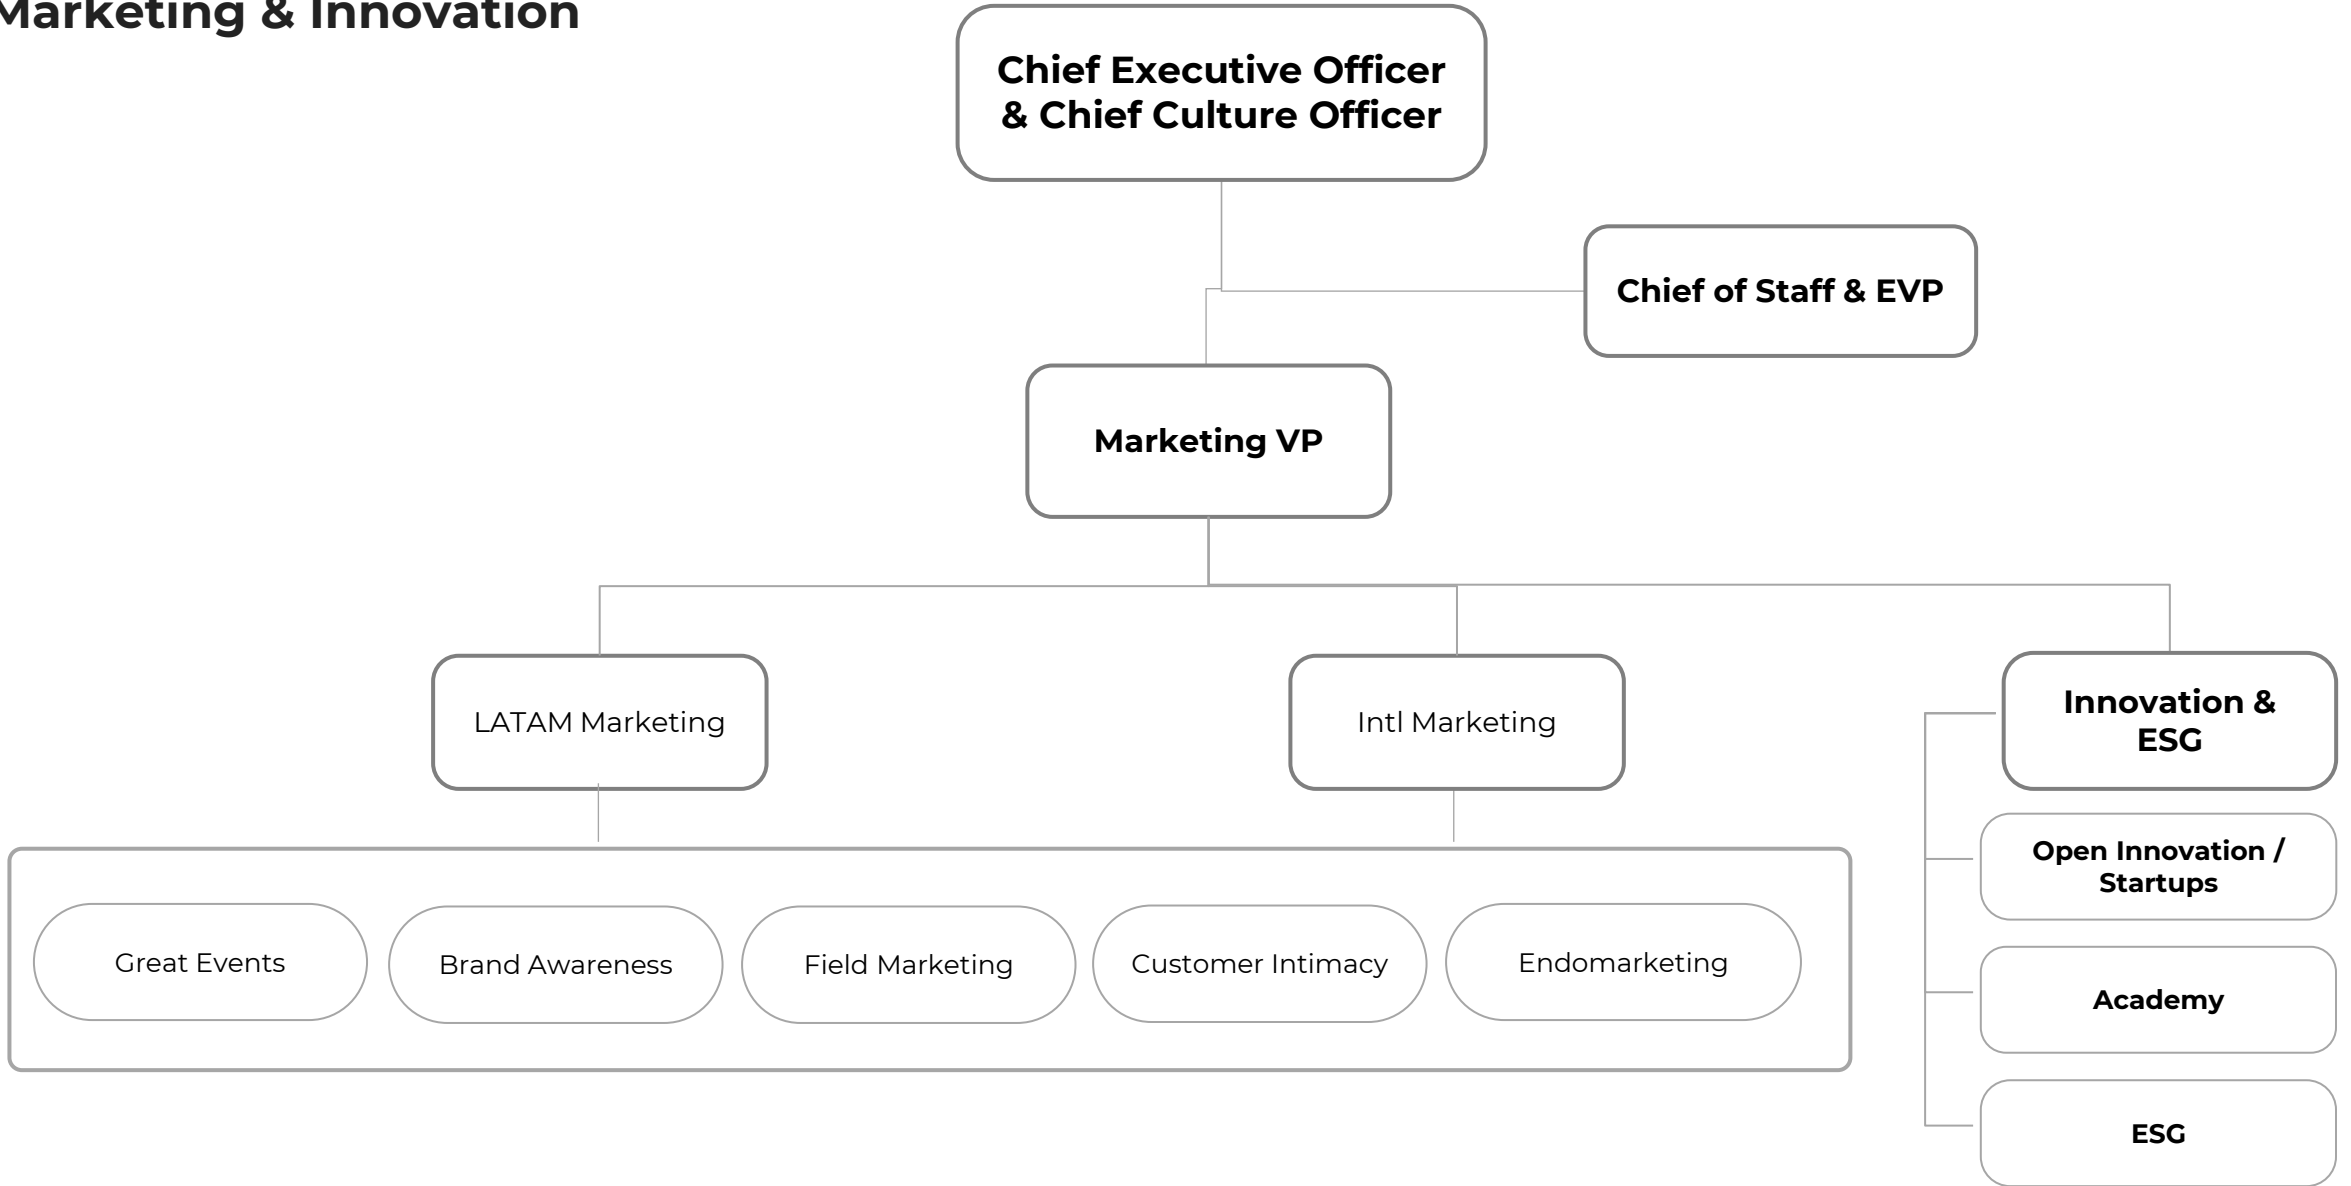 Marketing & Innovation
Chief Executive Officer
& Chief Culture Officer
Chief of Staff & EVP
Marketing VP
LATAM Marketing
Intl Marketing
Innovation &
ESG
Open Innovation /
Startups
Great Events
Brand Awareness
Field Marketing
Customer Intimacy
Endomarketing
Academy
ESG